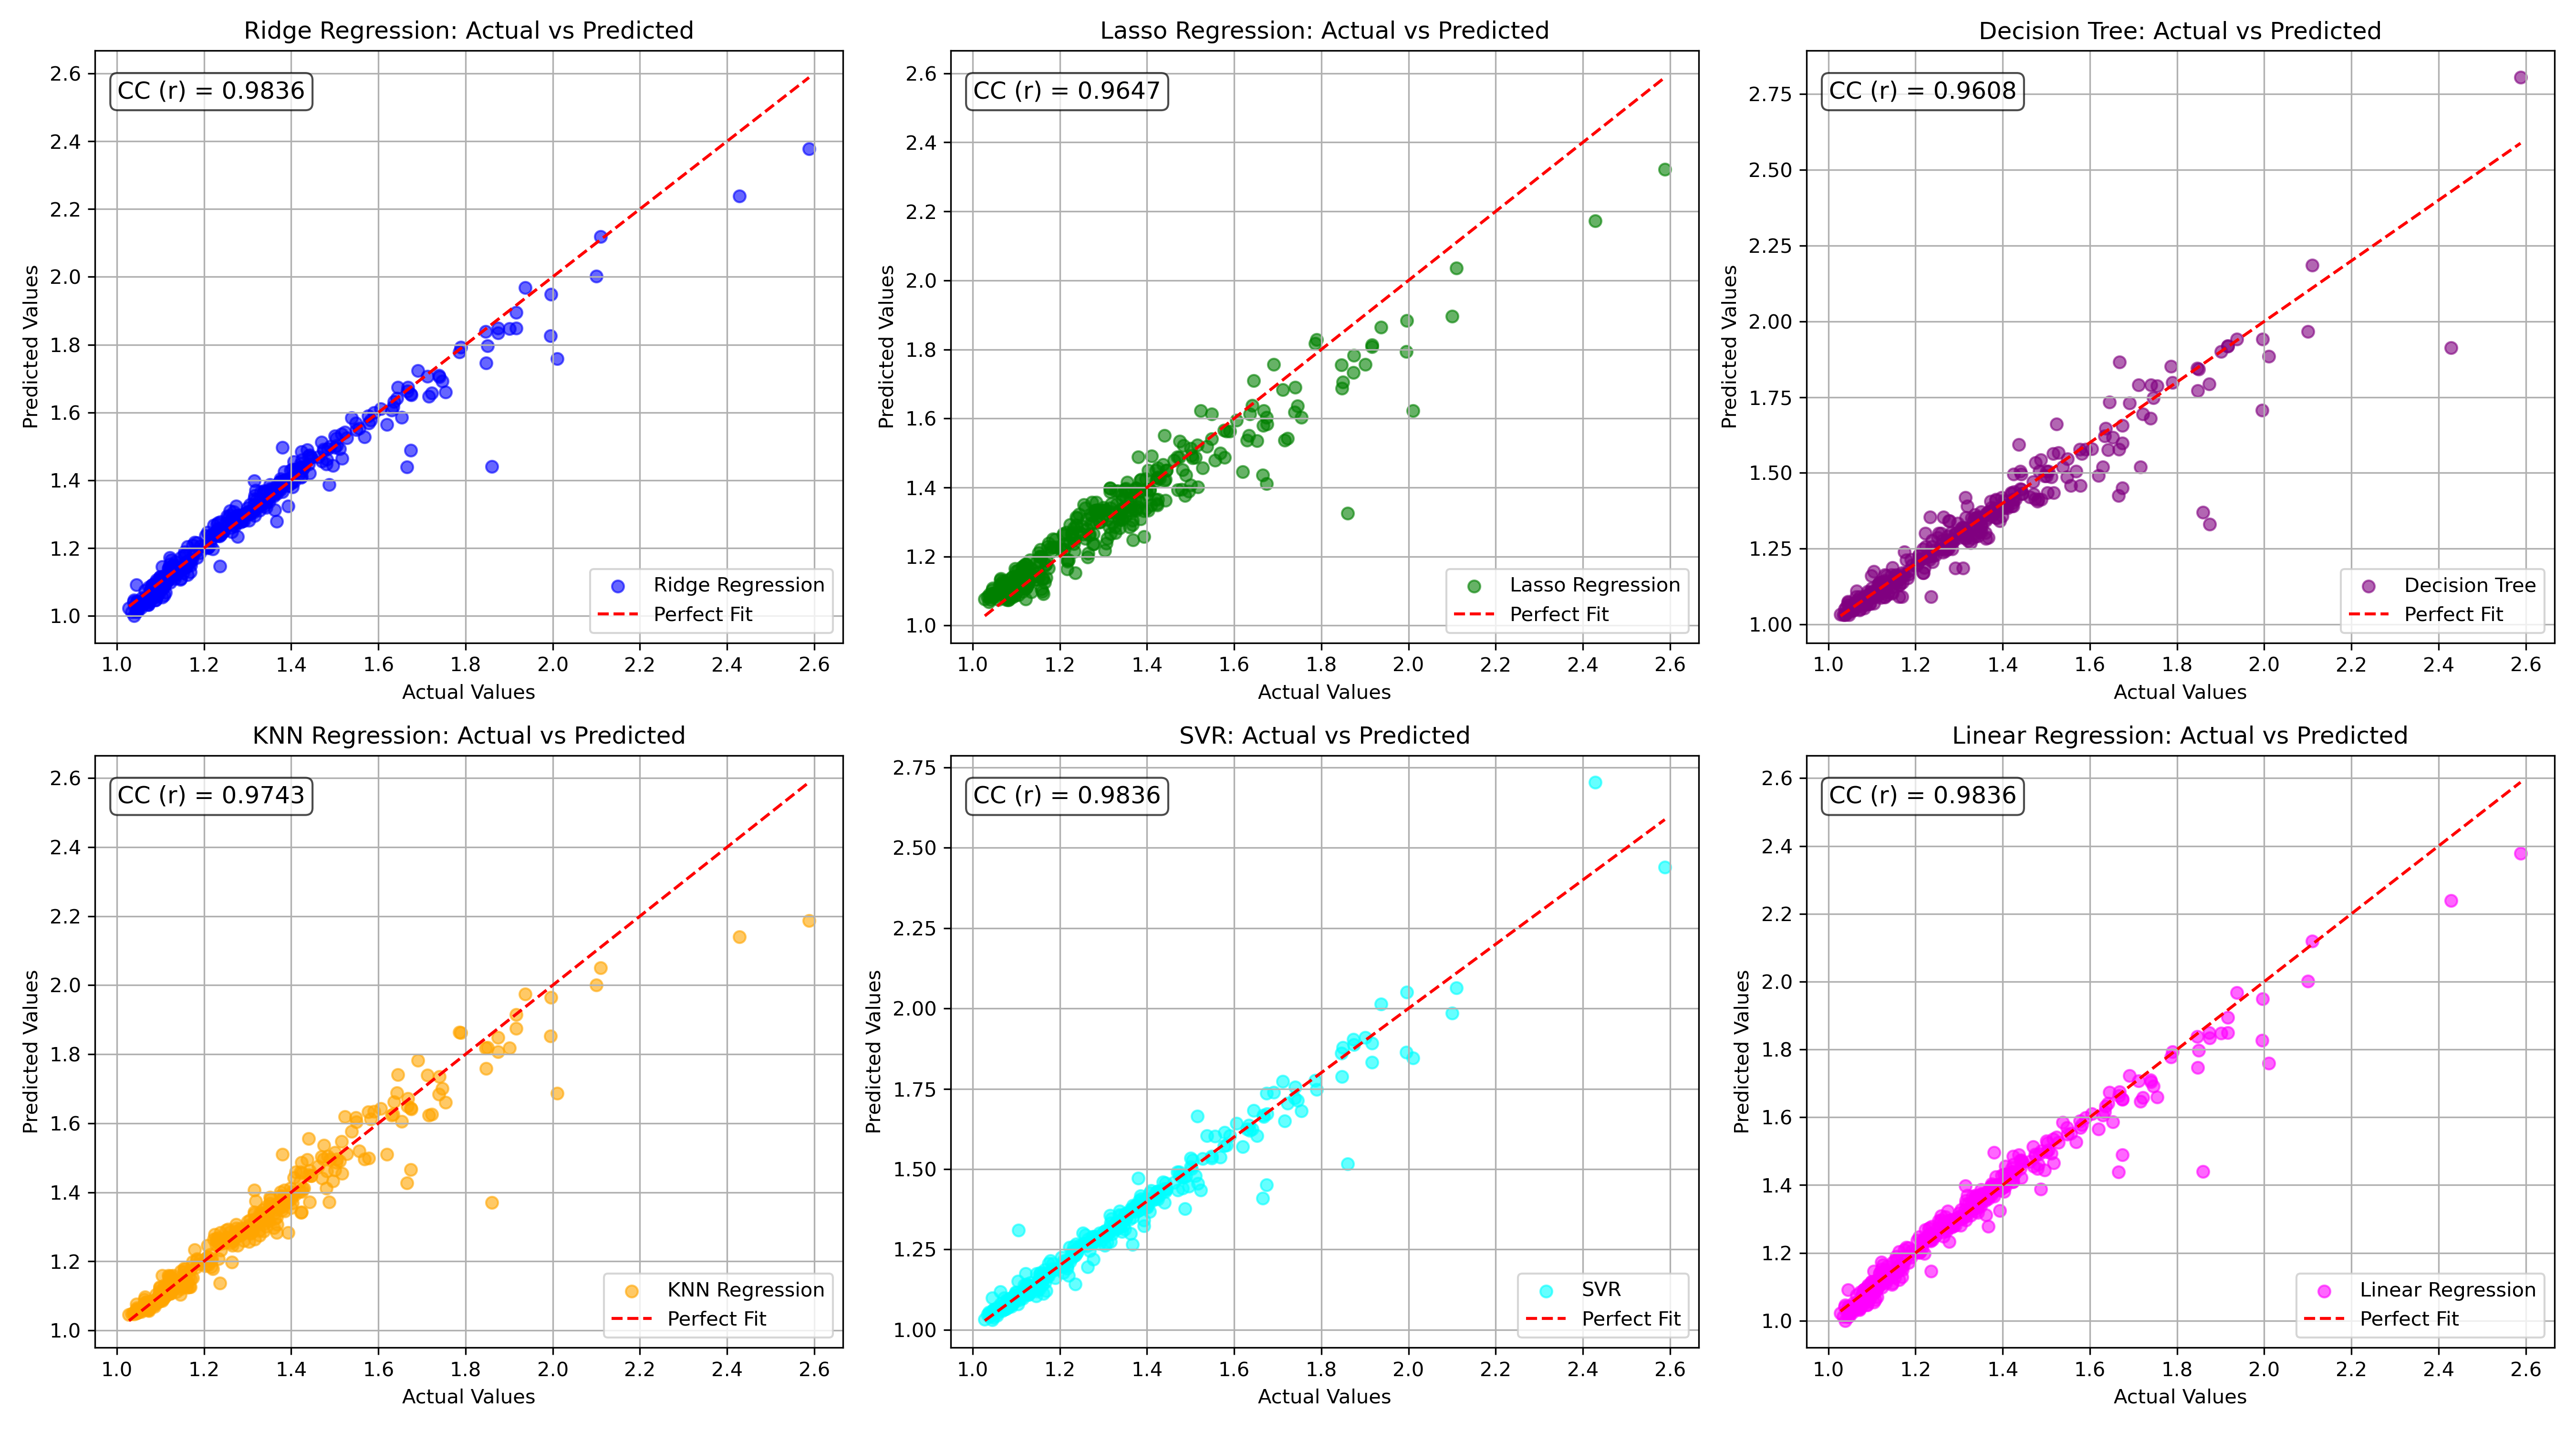 Ridge Regression: Actual vs Predicted
CC (r) = 0.9836
2.6
2.4
2.2
2.0
1.8
1.6
1.4
1.2
1.0
Predicted Values
Ridge Regression
Perfect Fit
1.0 1.2 1.4 1.6 1.8 2.0 2.2 2.4 2.6
Actual Values
Lasso Regression: Actual vs Predicted
CC (r) = 0.9647
2.6
2.4
2.2
2.0
1.8
1.6
1.4
1.2
1.0
Predicted Values
Lasso Regression
Perfect Fit
1.0 1.2 1.4 1.6 1.8 2.0 2.2 2.4 2.6
Actual Values
Decision Tree: Actual vs Predicted
CC (r) = 0.9608
2.75
2.50
2.25
2.00
1.75
1.50
1.25
1.00
Predicted Values
Decision Tree
Perfect Fit
1.0 1.2 1.4 1.6 1.8 2.0 2.2 2.4 2.6
Actual Values
KNN Regression: Actual vs Predicted
CC (r) = 0.9743
2.6
2.4
2.2
2.0
1.8
1.6
1.4
1.2
1.0
Predicted Values
KNN Regression
Perfect Fit
1.0 1.2 1.4 1.6 1.8 2.0 2.2 2.4 2.6
Actual Values
SVR: Actual vs Predicted
CC (r) = 0.9836
2.75
2.50
2.25
2.00
1.75
1.50
1.25
1.00
Predicted Values
SVR
Perfect Fit
1.0 1.2 1.4 1.6 1.8 2.0 2.2 2.4 2.6
Actual Values
Linear Regression: Actual vs Predicted
CC (r) = 0.9836
2.6
2.4
2.2
2.0
1.8
1.6
1.4
1.2
1.0
Predicted Values
Linear Regression
Perfect Fit
1.0 1.2 1.4 1.6 1.8 2.0 2.2 2.4 2.6
Actual Values